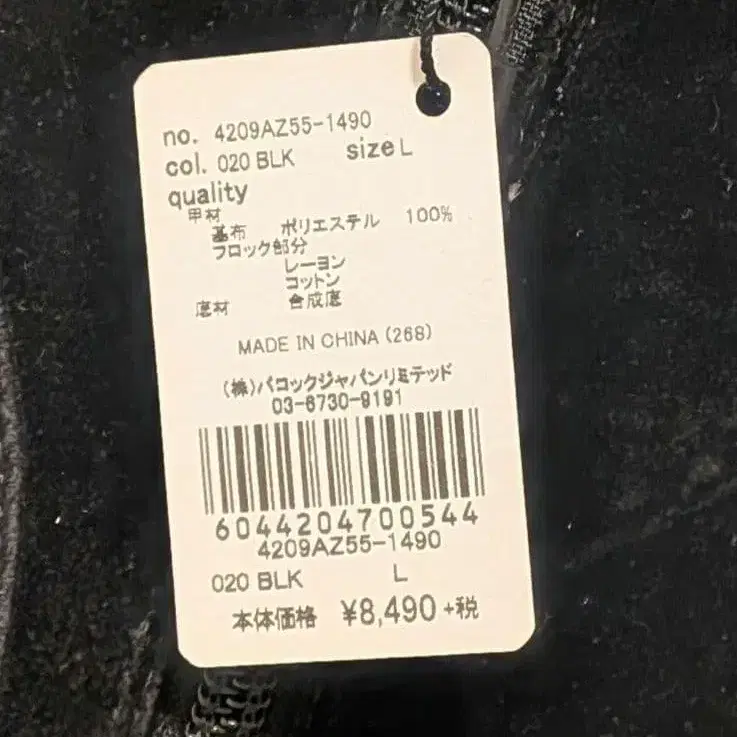 no. 4209AZ55-1490
col. 020 BLK size L
quality
甲材
基布 ポリエステル 100%
フロック部分
レーヨン
コットン
底材 合成底
MADE IN CHINA (268)
(株)バロックジャパンリミテッド
03-6730-9191
6044204700544
4209AZ55-1490
020 BLK L
本体価格 ¥8,490+税